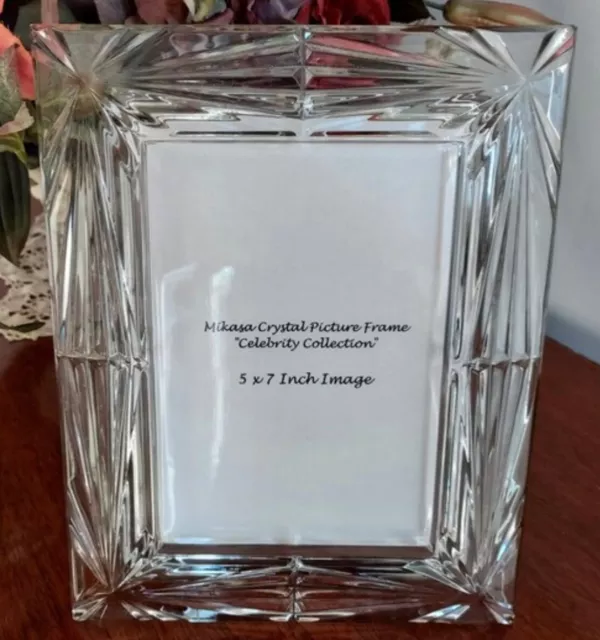 Mikasa Crystal Picture Frame
"Celebrity Collection"
5 x 7 Inch Image